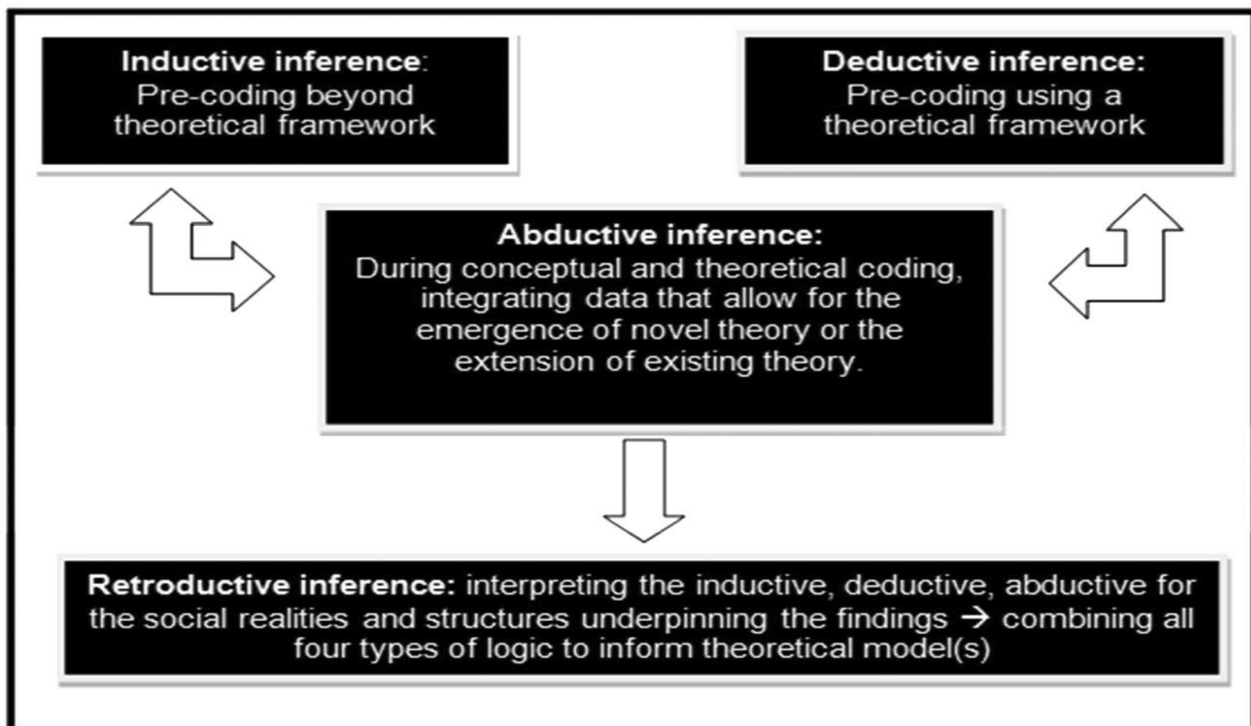 Inductive inference:
Pre-coding beyond
theoretical framework
Deductive inference:
Pre-coding using a
theoretical framework
Abductive inference:
During conceptual and theoretical coding,
integrating data that allow for the
emergence of novel theory or the
extension of existing theory.
Retroductive inference: interpreting the inductive, deductive, abductive for
the social realities and structures underpinning the findings → combining all
four types of logic to inform theoretical model(s)